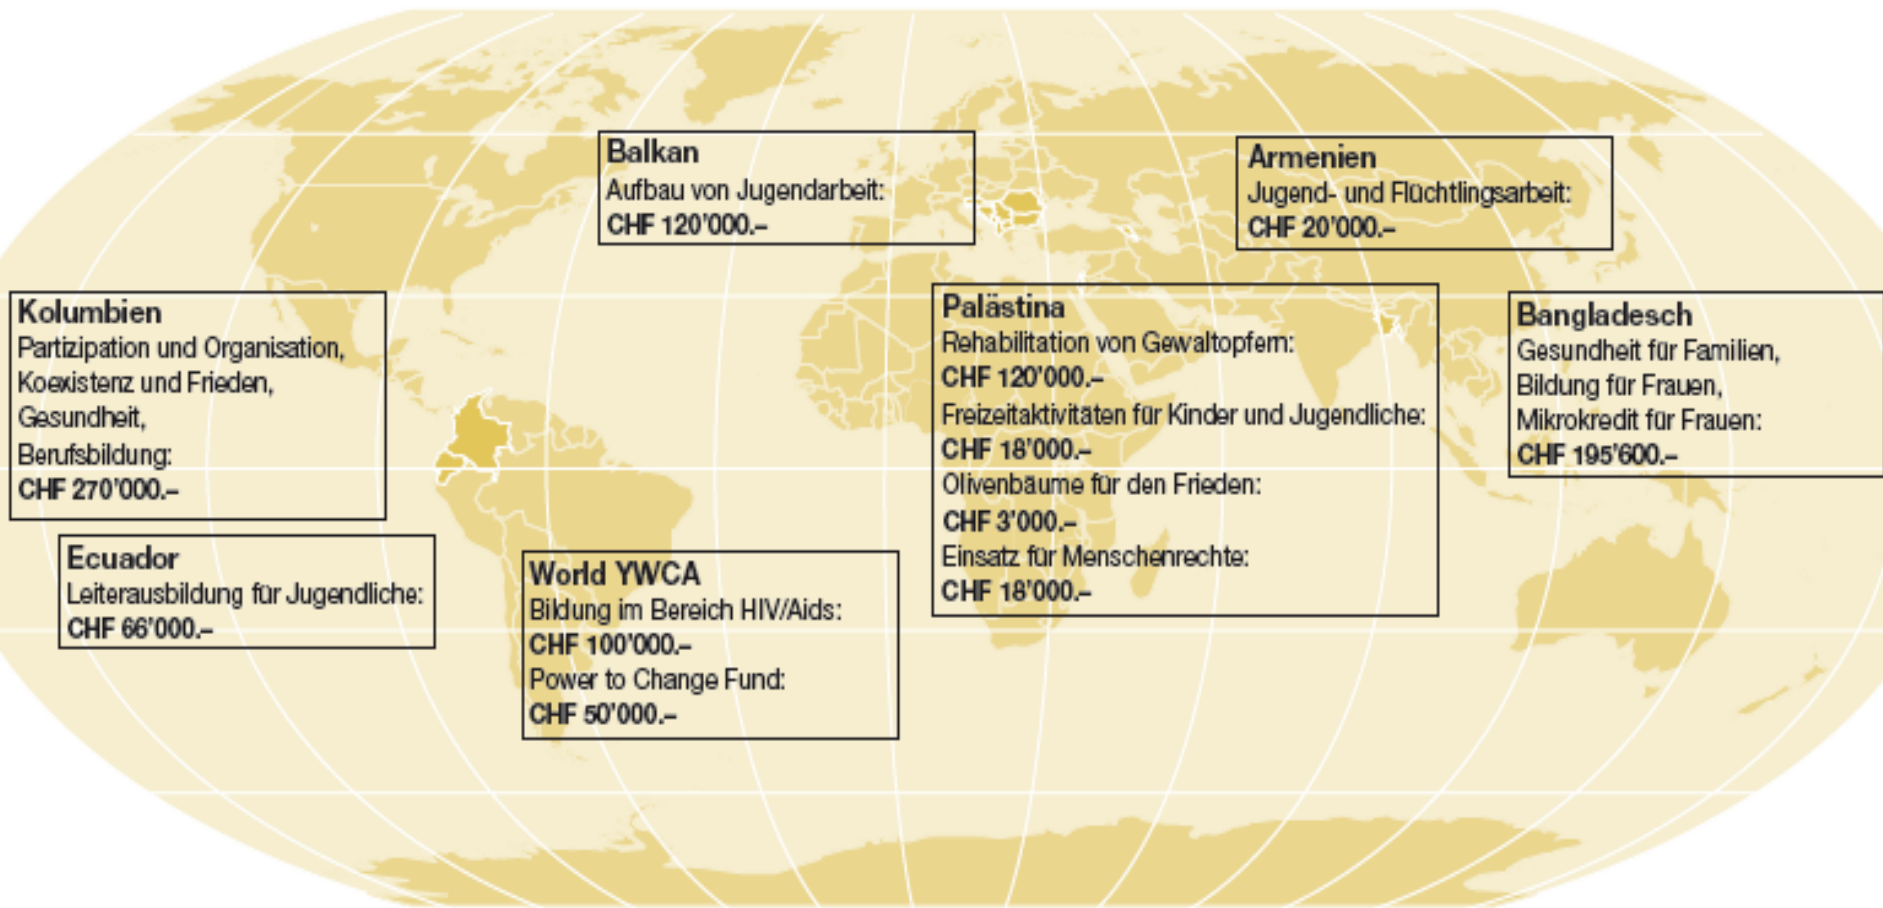 Balkan
Aufbau von Jugendarbeit:
CHF 120'000.–
Armenien
Jugend- und Flüchtlingsarbeit:
CHF 20'000.–
Kolumbien
Partizipation und Organisation,
Koexistenz und Frieden,
Gesundheit,
Berufsbildung:
CHF 270'000.–
Palästina
Rehabilitation von Gewaltopfern:
CHF 120'000.–
Freizeitaktivitäten für Kinder und Jugendliche:
CHF 18'000.–
Olivenbäume für den Frieden:
CHF 3'000.–
Einsatz für Menschenrechte:
CHF 18'000.–
Bangladesch
Gesundheit für Familien,
Bildung für Frauen,
Mikrokredit für Frauen:
CHF 195'600.–
Ecuador
Leiterausbildung für Jugendliche:
CHF 66'000.–
World YWCA
Bildung im Bereich HIV/Aids:
CHF 100'000.–
Power to Change Fund:
CHF 50'000.–